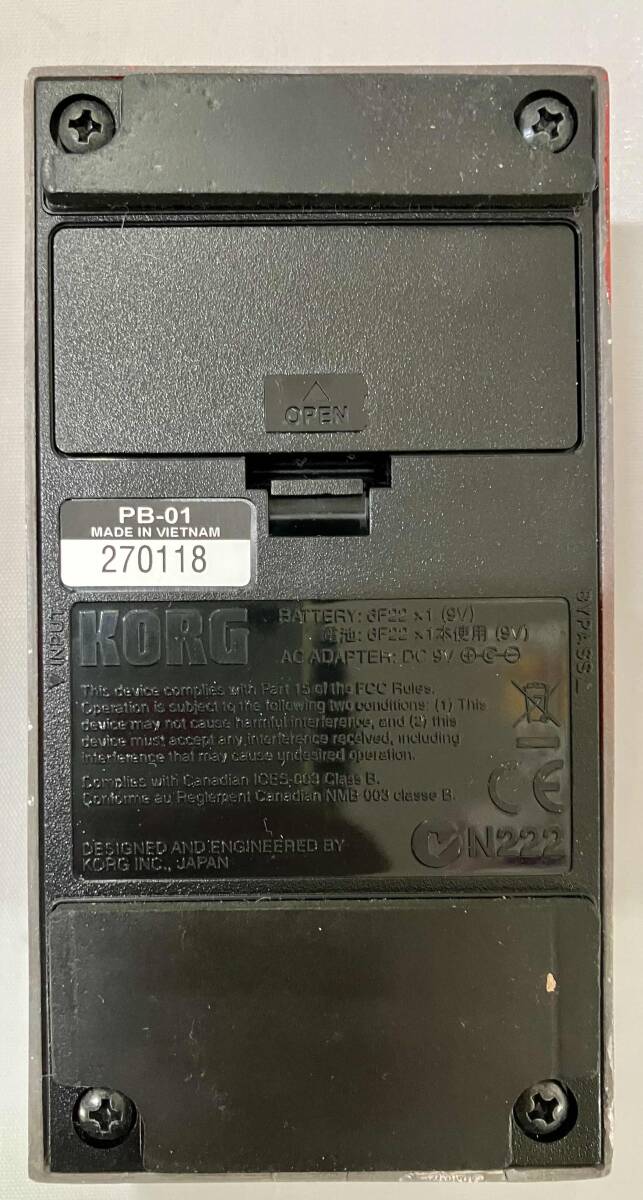 OPEN
PB-01
MADE IN VIETNAM
270118
INPUT
BYPASS
KORG
BATTERY: 6F22 ×1 (9V)
電池: 6F22 ×1本使用 (9V)
AC ADAPTER: DC 9V
This device complies with Part 15 of the FCC Rules.
Operation is subject to the following two conditions: (1) This
device may not cause harmful interference, and (2) this
device must accept any interference received, including
interference that may cause undesired operation.
Complies with Canadian ICES-003 Class B.
Conforme au Reglement Canadian NMB-003 classe B.
CE
DESIGNED AND ENGINEERED BY
KORG INC., JAPAN
N222